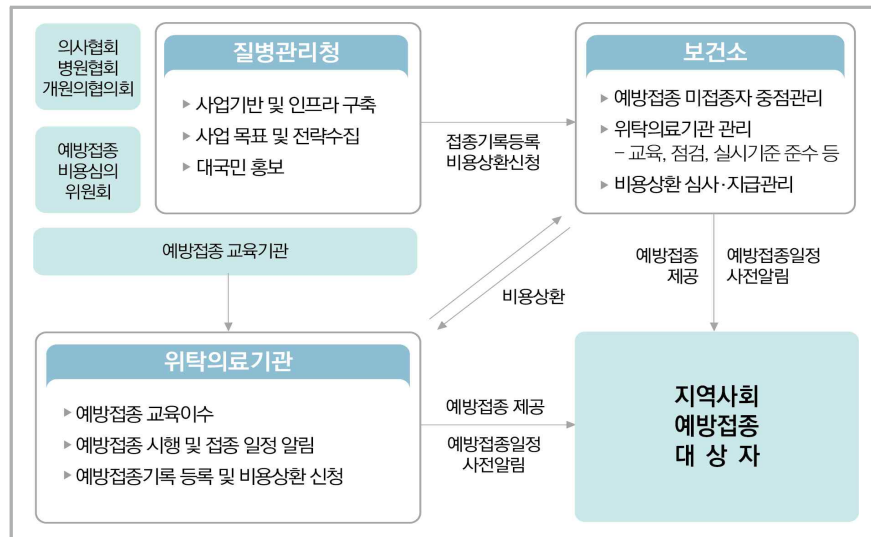 의사협회
병원협회
개원의협의회
예방접종
비용심의
위원회
질병관리청
▶ 사업기반 및 인프라 구축
▶ 사업 목표 및 전략수집
▶ 대국민 홍보
예방접종 교육기관
접종기록등록
비용상환신청
보건소
▶ 예방접종 미접종자 중점관리
▶ 위탁의료기관 관리
– 교육, 점검, 실시기준 준수 등
▶ 비용상환 심사·지급관리
비용상환
예방접종
제공
예방접종일정
사전알림
위탁의료기관
▶ 예방접종 교육이수
▶ 예방접종 시행 및 접종 일정 알림
▶ 예방접종기록 등록 및 비용상환 신청
예방접종 제공
예방접종일정
사전알림
지역사회
예방접종
대 상 자